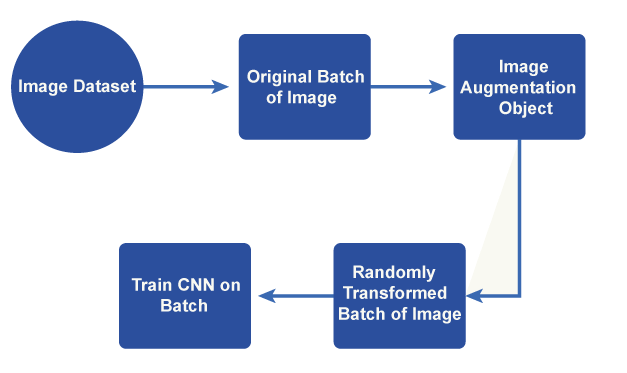 Image Dataset
Original Batch
of Image
Image
Augmentation
Object
Randomly
Transformed
Batch of Image
Train CNN on
Batch